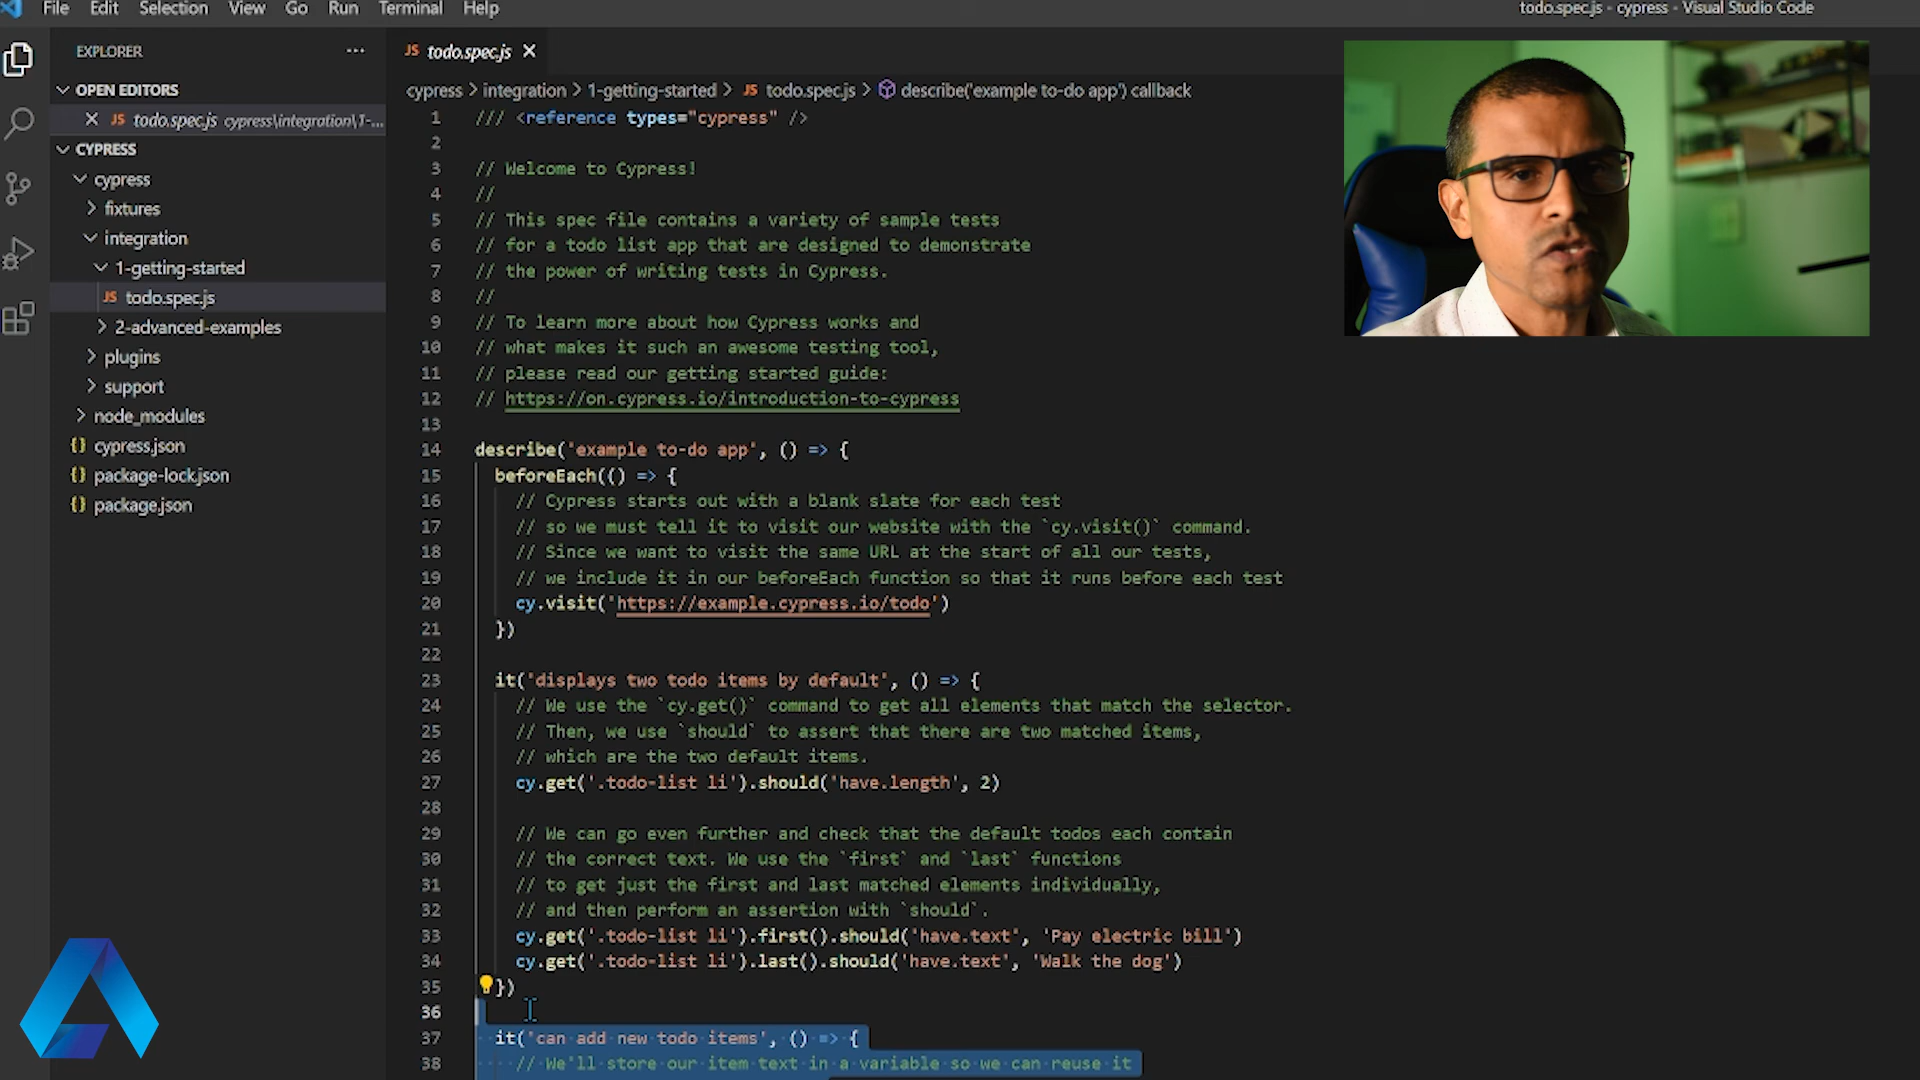 File Edit Selection View Go Run Terminal Help
todo.spec.js - cypress - Visual Studio Code
EXPLORER ...
OPEN EDITORS
JS todo.spec.js cypress\integration\1-...
CYPRESS
cypress
fixtures
integration
1-getting-started
JS todo.spec.js
2-advanced-examples
plugins
support
node_modules
{} cypress.json
{} package-lock.json
{} package.json
JS todo.spec.js
cypress > integration > 1-getting-started > JS todo.spec.js > describe('example to-do app') callback
1 /// <reference types="cypress" />
2
3 // Welcome to Cypress!
4 //
5 // This spec file contains a variety of sample tests
6 // for a todo list app that are designed to demonstrate
7 // the power of writing tests in Cypress.
8 //
9 // To learn more about how Cypress works and
10 // what makes it such an awesome testing tool,
11 // please read our getting started guide:
12 // https://on.cypress.io/introduction-to-cypress
13
14 describe('example to-do app', () => {
15 beforeEach(() => {
16 // Cypress starts out with a blank slate for each test
17 // so we must tell it to visit our website with the `cy.visit()` command.
18 // Since we want to visit the same URL at the start of all our tests,
19 // we include it in our beforeEach function so that it runs before each test
20 cy.visit('https://example.cypress.io/todo')
21 })
22
23 it('displays two todo items by default', () => {
24 // We use the `cy.get()` command to get all elements that match the selector.
25 // Then, we use `should` to assert that there are two matched items,
26 // which are the two default items.
27 cy.get('.todo-list li').should('have.length', 2)
28
29 // We can go even further and check that the default todos each contain
30 // the correct text. We use the `first` and `last` functions
31 // to get just the first and last matched elements individually,
32 // and then perform an assertion with `should`.
33 cy.get('.todo-list li').first().should('have.text', 'Pay electric bill')
34 cy.get('.todo-list li').last().should('have.text', 'Walk the dog')
35 })
36
37 it('can add new todo items', () => {
38 // We'll store our item text in a variable so we can reuse it